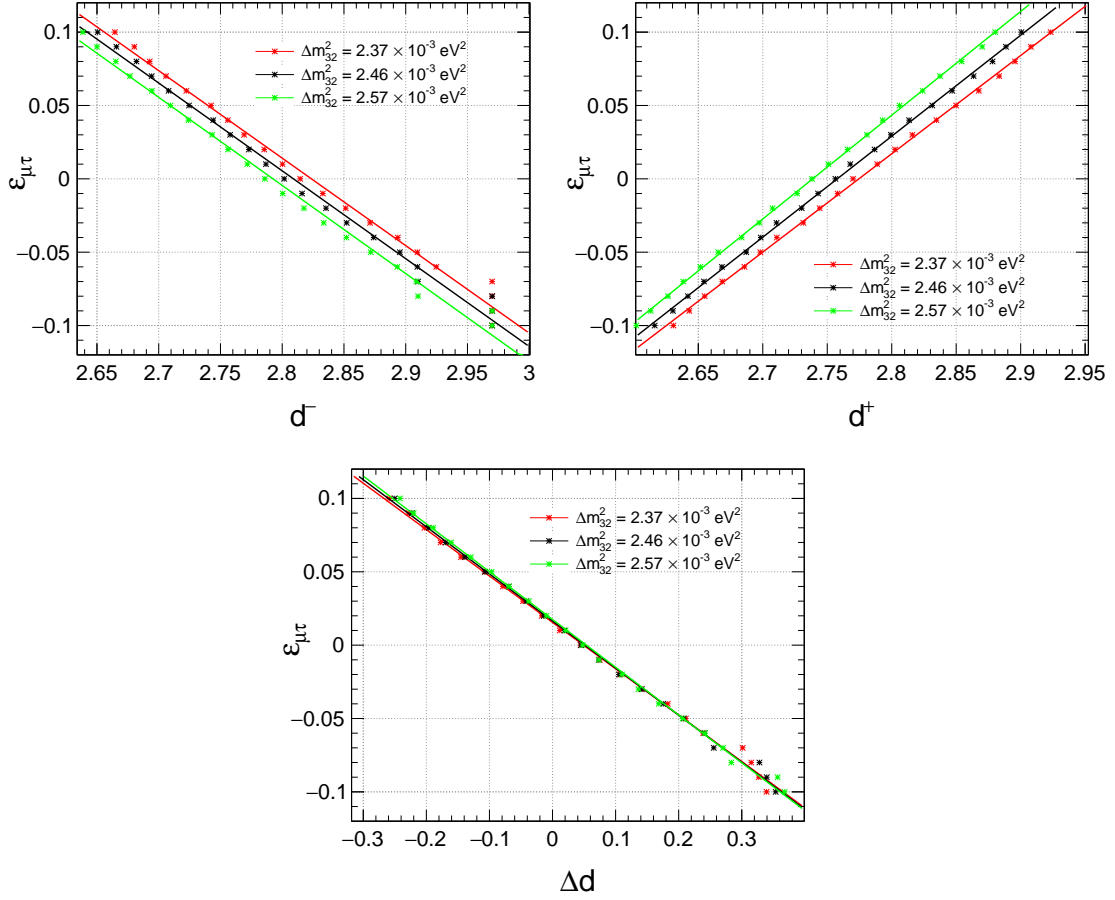 0.1
0.05
0
−0.05
−0.1
ε_μτ
Δm²₃₂ = 2.37 × 10⁻³ eV²
Δm²₃₂ = 2.46 × 10⁻³ eV²
Δm²₃₂ = 2.57 × 10⁻³ eV²
2.65 2.7 2.75 2.8 2.85 2.9 2.95 3
d⁻
0.1
0.05
0
−0.05
−0.1
ε_μτ
Δm²₃₂ = 2.37 × 10⁻³ eV²
Δm²₃₂ = 2.46 × 10⁻³ eV²
Δm²₃₂ = 2.57 × 10⁻³ eV²
2.65 2.7 2.75 2.8 2.85 2.9 2.95
d⁺
0.1
0.05
0
−0.05
−0.1
ε_μτ
Δm²₃₂ = 2.37 × 10⁻³ eV²
Δm²₃₂ = 2.46 × 10⁻³ eV²
Δm²₃₂ = 2.57 × 10⁻³ eV²
−0.3 −0.2 −0.1 0 0.1 0.2 0.3
Δd